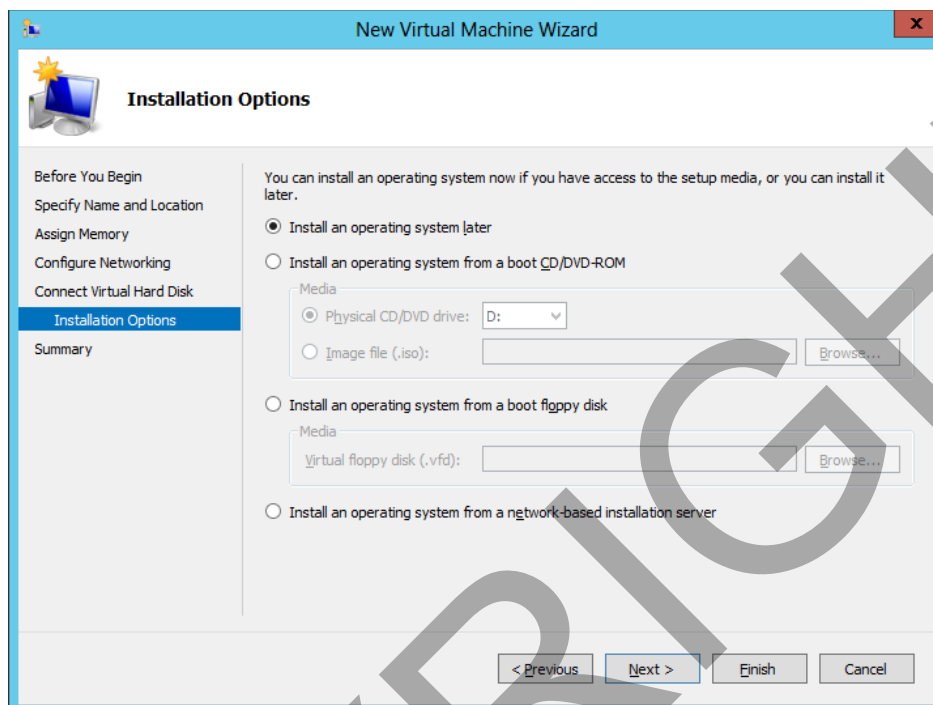 New Virtual Machine Wizard
x
Installation Options
Before You Begin
Specify Name and Location
Assign Memory
Configure Networking
Connect Virtual Hard Disk
Installation Options
Summary
You can install an operating system now if you have access to the setup media, or you can install it
later.
Install an operating system later
Install an operating system from a boot CD/DVD-ROM
Media
Physical CD/DVD drive: D:
Image file (.iso): Browse...
Install an operating system from a boot floppy disk
Media
Virtual floppy disk (.vfd): Browse...
Install an operating system from a network-based installation server
< Previous Next > Finish Cancel